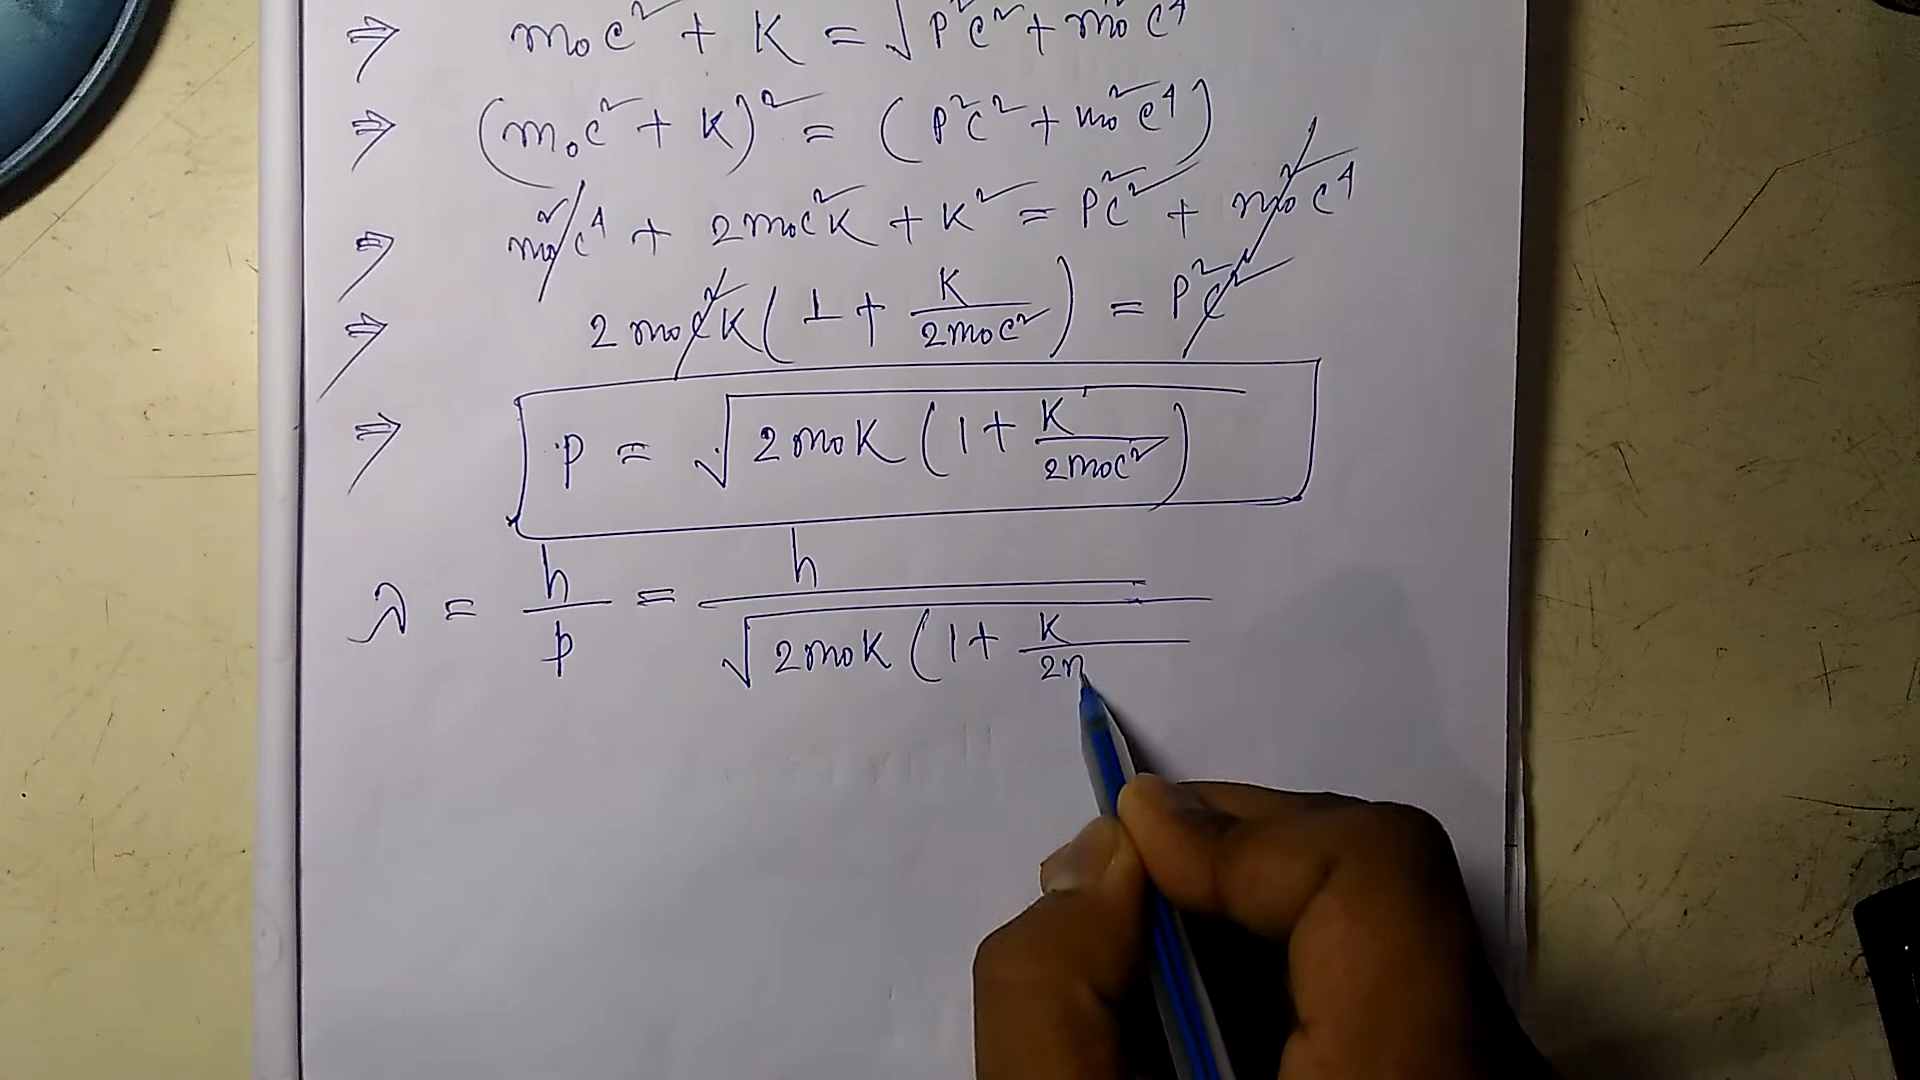 ⇒ m₀c² + K = √P²c² + m₀²c⁴
⇒ (m₀c² + K)² = (P²c² + m₀²c⁴)
⇒ m₀²c⁴ + 2m₀c²K + K² = P²c² + m₀²c⁴
⇒ 2m₀c²K(1 + K/2m₀c²) = P²c²
⇒ p = √2m₀K(1 + K/2m₀c²)
λ = h/p = h/√2m₀K(1 + K/2m